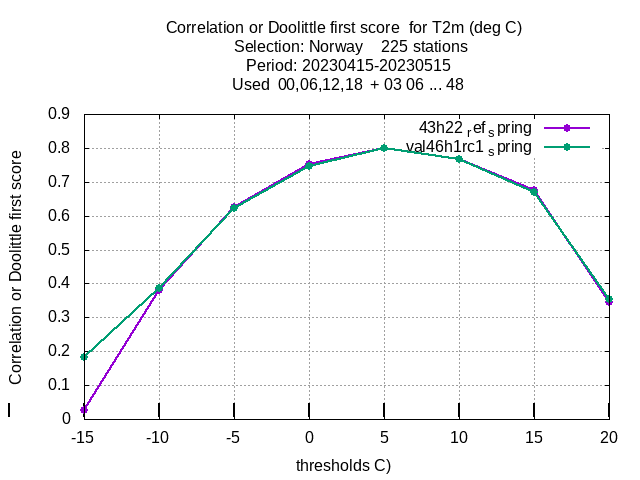 Correlation or Doolittle first score for T2m (deg C)
Selection: Norway 225 stations
Period: 20230415-20230515
Used 00,06,12,18 + 03 06 ... 48
43h22 ref spring
val46h1rc1 spring
Correlation or Doolittle first score
0.9
0.8
0.7
0.6
0.5
0.4
0.3
0.2
0.1
0
-15 -10 -5 0 5 10 15 20
thresholds C)